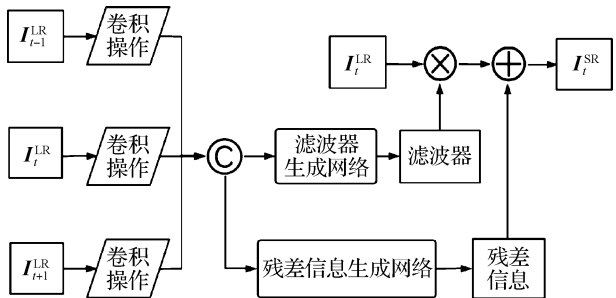 I_{t-1}^{LR}
卷积
操作
I_t^{LR}
卷积
操作
I_{t+1}^{LR}
卷积
操作
C
滤波器
生成网络
滤波器
I_t^{LR}
×
+
I_t^{SR}
残差信息生成网络
残差
信息